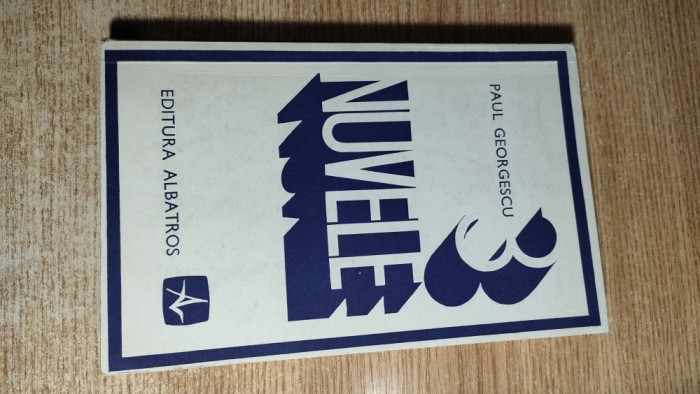 PAUL GEORGESCU
3
NUVELE
EDITURA ALBATROS